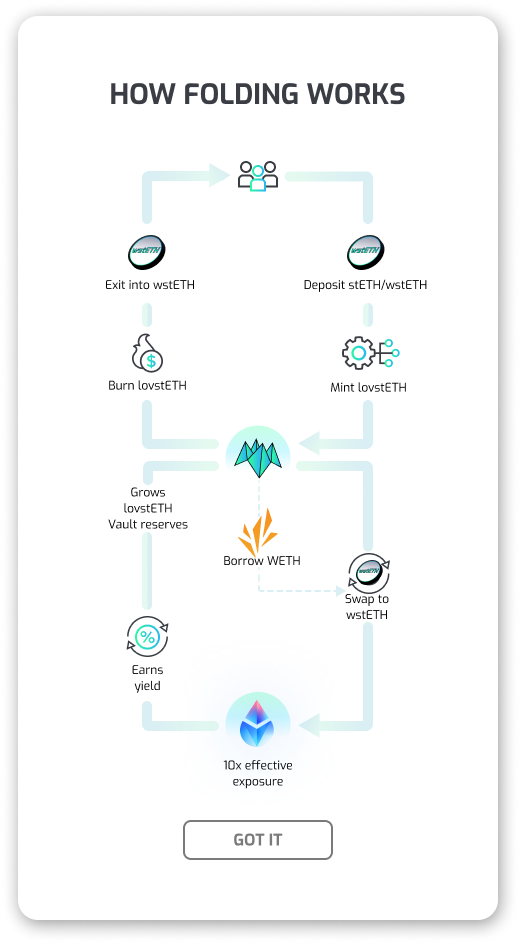 HOW FOLDING WORKS
wstETH
wstETH
Exit into wstETH
Deposit stETH/wstETH
$
Burn lovstETH
Mint lovstETH
Grows
lovstETH
Vault reserves
Borrow WETH
wstETH
Swap to
wstETH
%
Earns
yield
10x effective
exposure
GOT IT